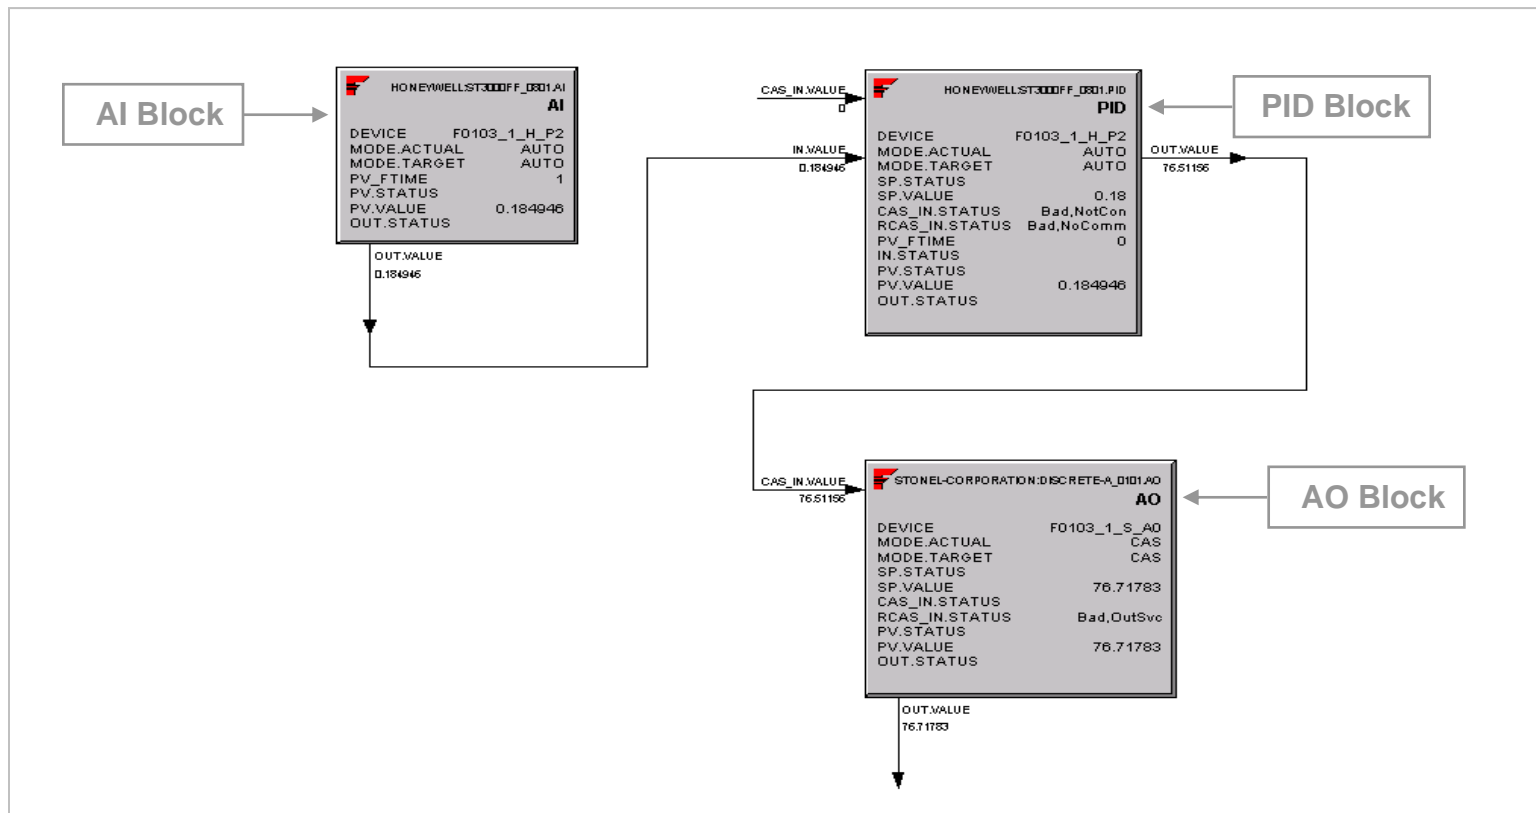 AI Block
HONEYWELL:ST3000FF_0801.AI
AI
DEVICE F0103_1_H_P2
MODE.ACTUAL AUTO
MODE.TARGET AUTO
PV_FTIME 1
PV.STATUS
PV.VALUE 0.184946
OUT.STATUS
OUT.VALUE
0.184946
CAS_IN.VALUE
0
IN.VALUE
0.184946
HONEYWELL:ST3000FF_0801.PID
PID
DEVICE F0103_1_H_P2
MODE.ACTUAL AUTO
MODE.TARGET AUTO
SP.STATUS
SP.VALUE 0.18
CAS_IN.STATUS Bad,NotCon
RCAS_IN.STATUS Bad,NoComm
PV_FTIME 0
IN.STATUS
PV.STATUS
PV.VALUE 0.184946
OUT.STATUS
PID Block
OUT.VALUE
76.51156
CAS_IN.VALUE
76.51156
STONEL-CORPORATION:DISCRETE-A_0101.AO
AO
DEVICE F0103_1_S_A0
MODE.ACTUAL CAS
MODE.TARGET CAS
SP.STATUS
SP.VALUE 76.71783
CAS_IN.STATUS
RCAS_IN.STATUS Bad,OutSvc
PV.STATUS
PV.VALUE 76.71783
OUT.STATUS
AO Block
OUT.VALUE
76.71783